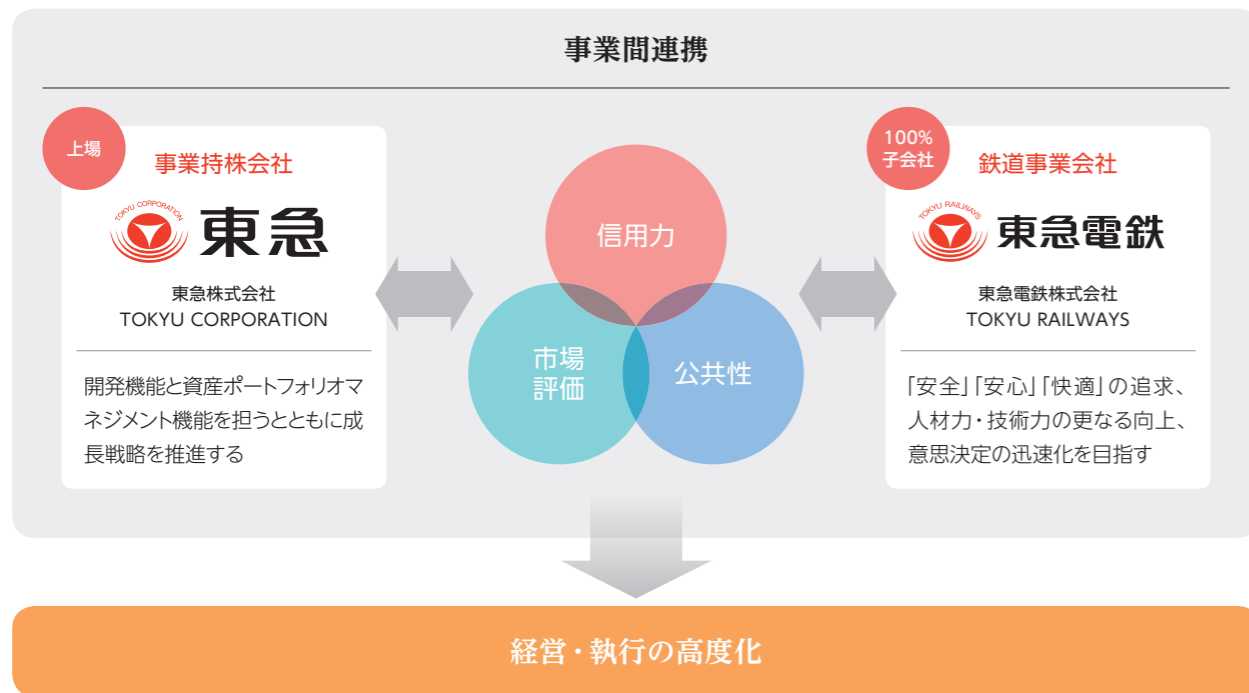 事業間連携
上場
事業持株会社
TOKYU CORPORATION
東急
東急株式会社
TOKYU CORPORATION
開発機能と資産ポートフォリオマ
ネジメント機能を担うとともに成
長戦略を推進する
信用力
市場
評価
公共性
100%
子会社
鉄道事業会社
TOKYU RAILWAYS
東急電鉄
東急電鉄株式会社
TOKYU RAILWAYS
「安全」「安心」「快適」の追求、
人材力・技術力の更なる向上、
意思決定の迅速化を目指す
経営・執行の高度化